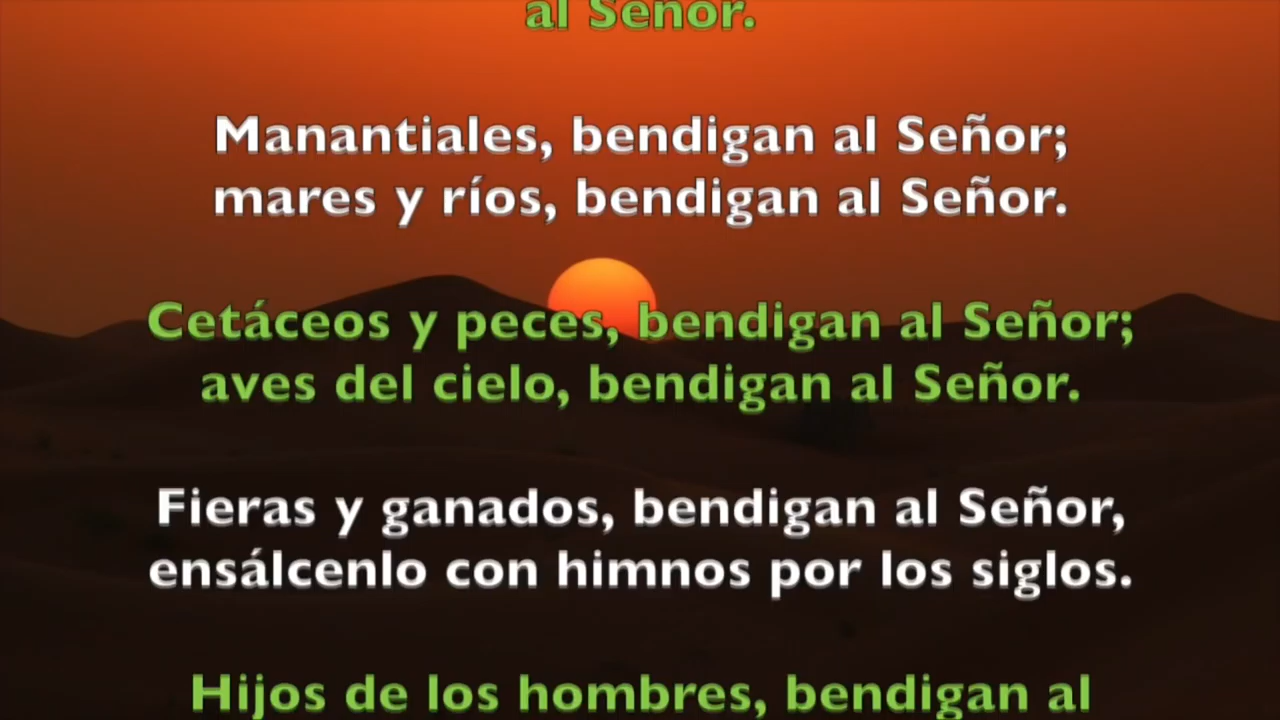 al Señor.
Manantiales, bendigan al Señor;
mares y ríos, bendigan al Señor.
Cetáceos y peces, bendigan al Señor;
aves del cielo, bendigan al Señor.
Fieras y ganados, bendigan al Señor,
ensálcenlo con himnos por los siglos.
Hijos de los hombres, bendigan al